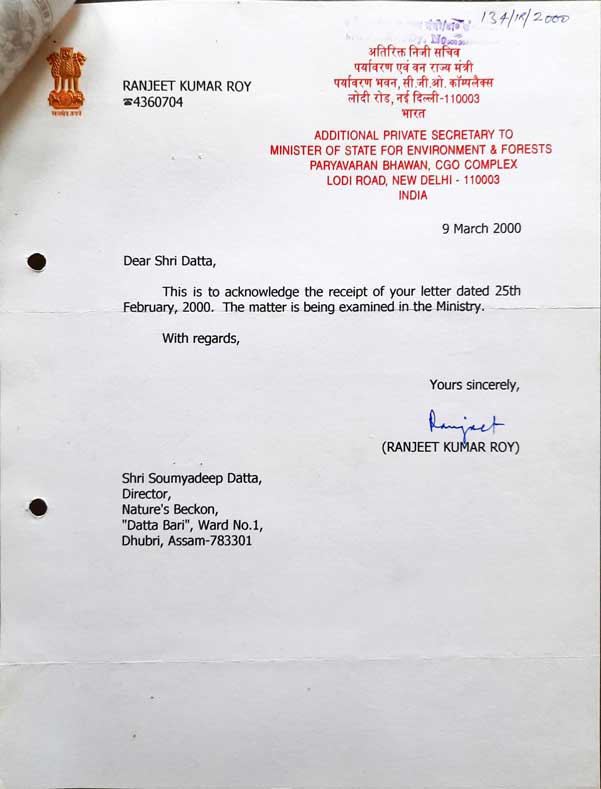 134/IR/2000
अतिरिक्त निजी सचिव
पर्यावरण एवं वन राज्य मंत्री
पर्यावरण भवन, सी.जी.ओ. कॉम्पलैक्स
लोदी रोड, नई दिल्ली-110003
भारत
सत्यमेव जयते
RANJEET KUMAR ROY
☎4360704
ADDITIONAL PRIVATE SECRETARY TO
MINISTER OF STATE FOR ENVIRONMENT & FORESTS
PARYAVARAN BHAWAN, CGO COMPLEX
LODI ROAD, NEW DELHI - 110003
INDIA
9 March 2000
Dear Shri Datta,
This is to acknowledge the receipt of your letter dated 25th
February, 2000. The matter is being examined in the Ministry.
With regards,
Yours sincerely,
Ranjeet
(RANJEET KUMAR ROY)
Shri Soumyadeep Datta,
Director,
Nature's Beckon,
"Datta Bari", Ward No.1,
Dhubri, Assam-783301